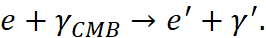 e + γ_CMB → e′ + γ′.